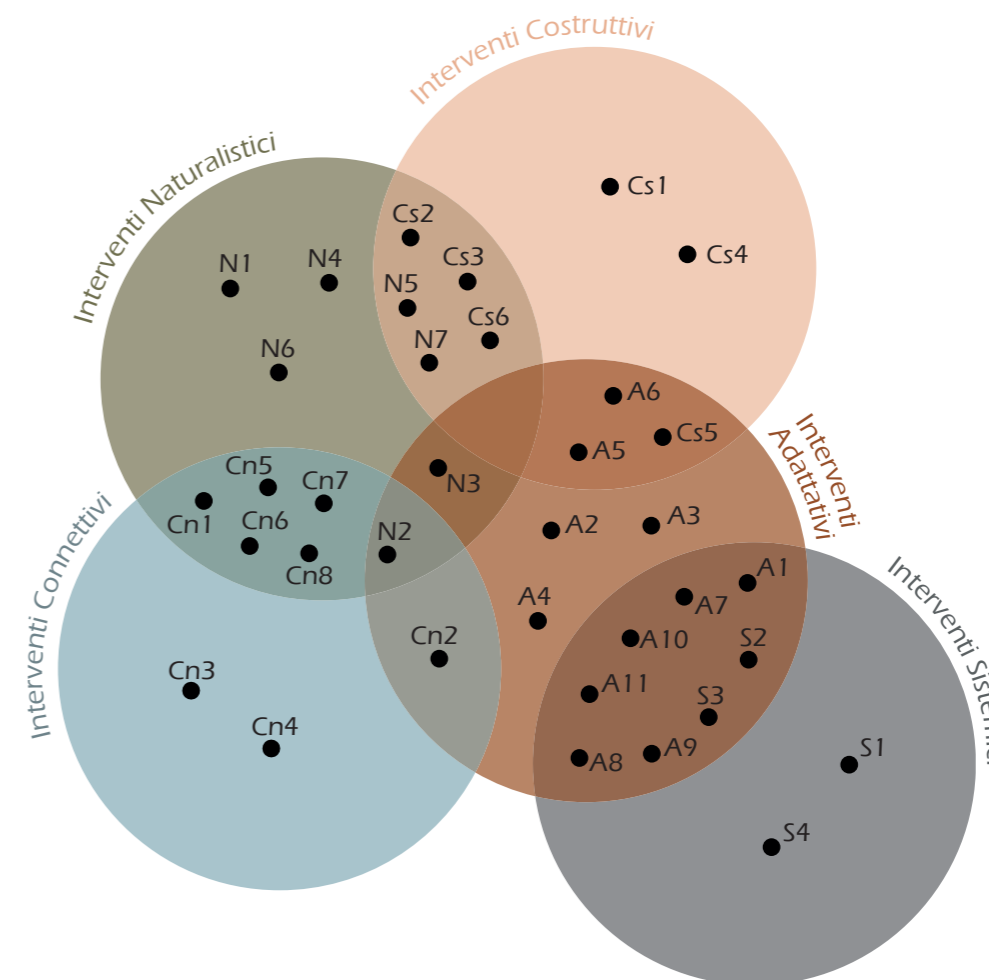 Interventi Costruttivi
Interventi Naturalistici
Cs1
Cs2
Cs3
Cs4
N1
N4
N5
Cs6
N7
N6
A6
Cs5
A5
Interventi
Adattativi
Cn5
Cn7
N3
Cn1
Cn6
N2
Cn8
A2
A3
Interventi Connettivi
Interventi Sistemici
A1
A7
A4
A10
S2
Cn2
A11
S3
Cn3
Cn4
A8
A9
S1
S4